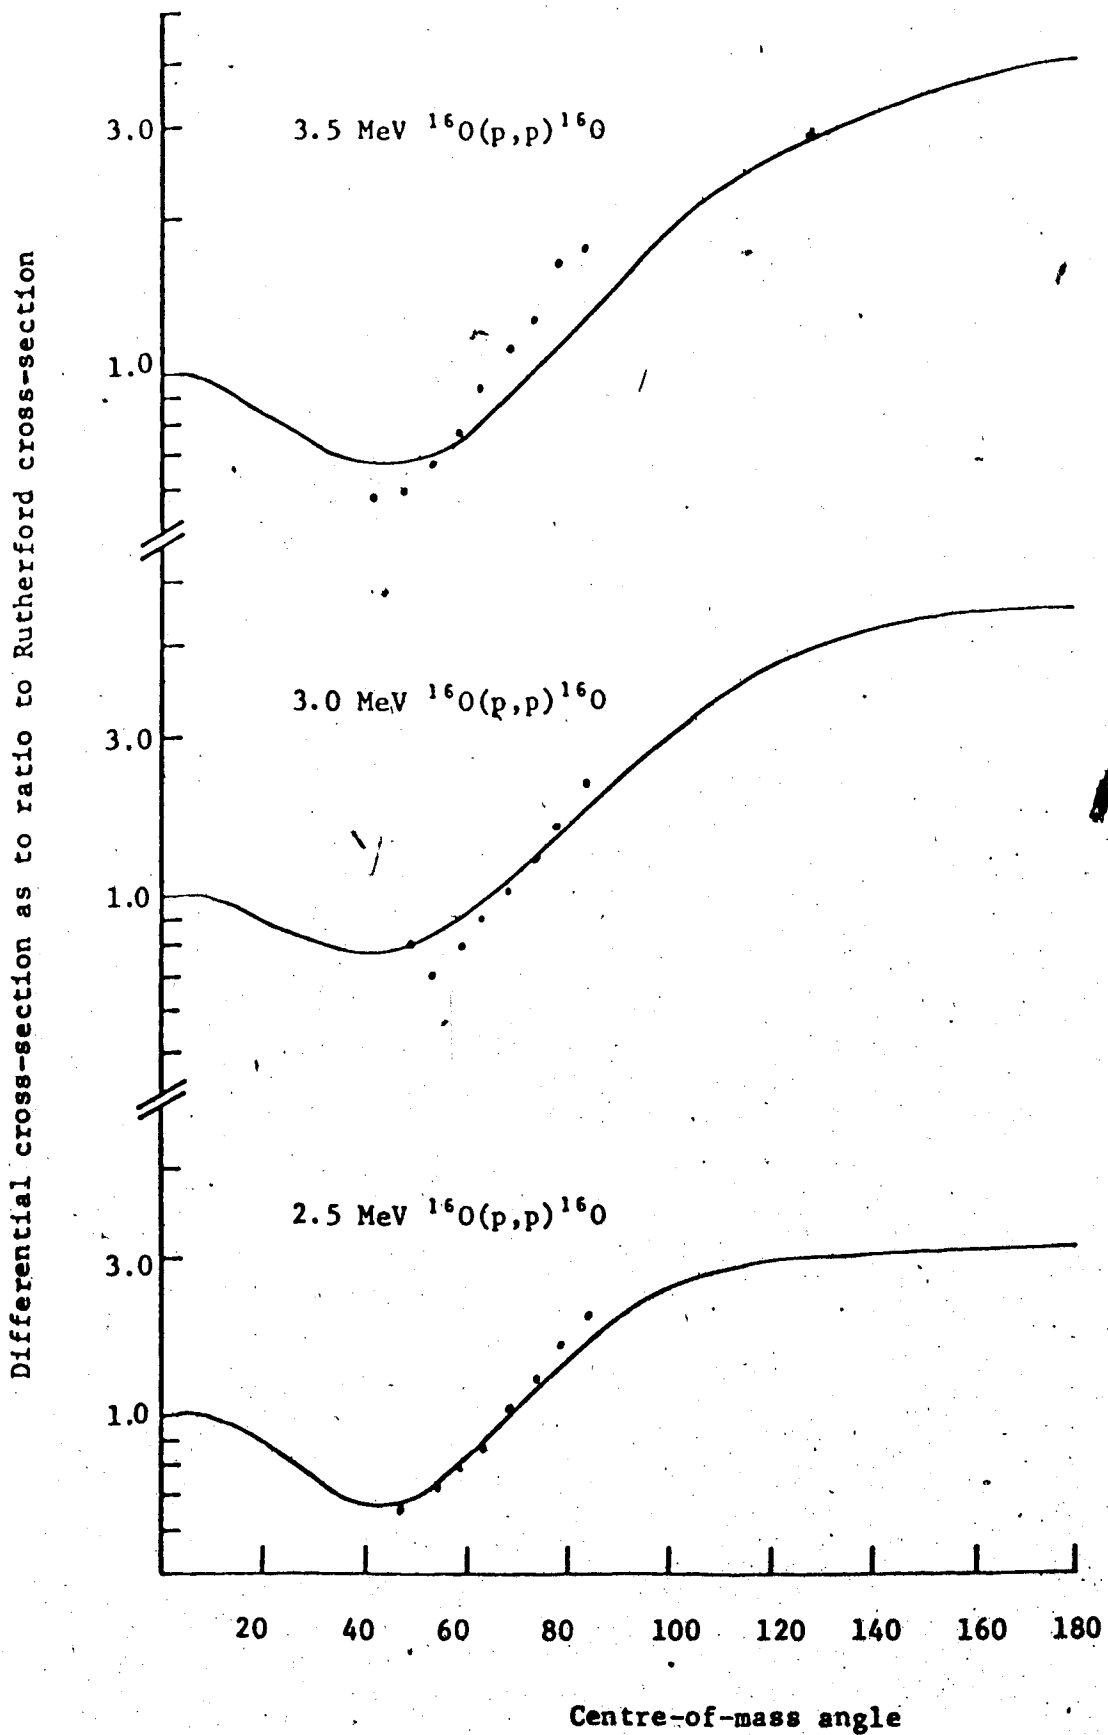 Differential cross-section as to ratio to Rutherford cross-section
3.5 MeV ¹⁶O(p,p)¹⁶O
3.0
1.0
3.0 MeV ¹⁶O(p,p)¹⁶O
3.0
1.0
2.5 MeV ¹⁶O(p,p)¹⁶O
3.0
1.0
20 40 60 80 100 120 140 160 180
Centre-of-mass angle